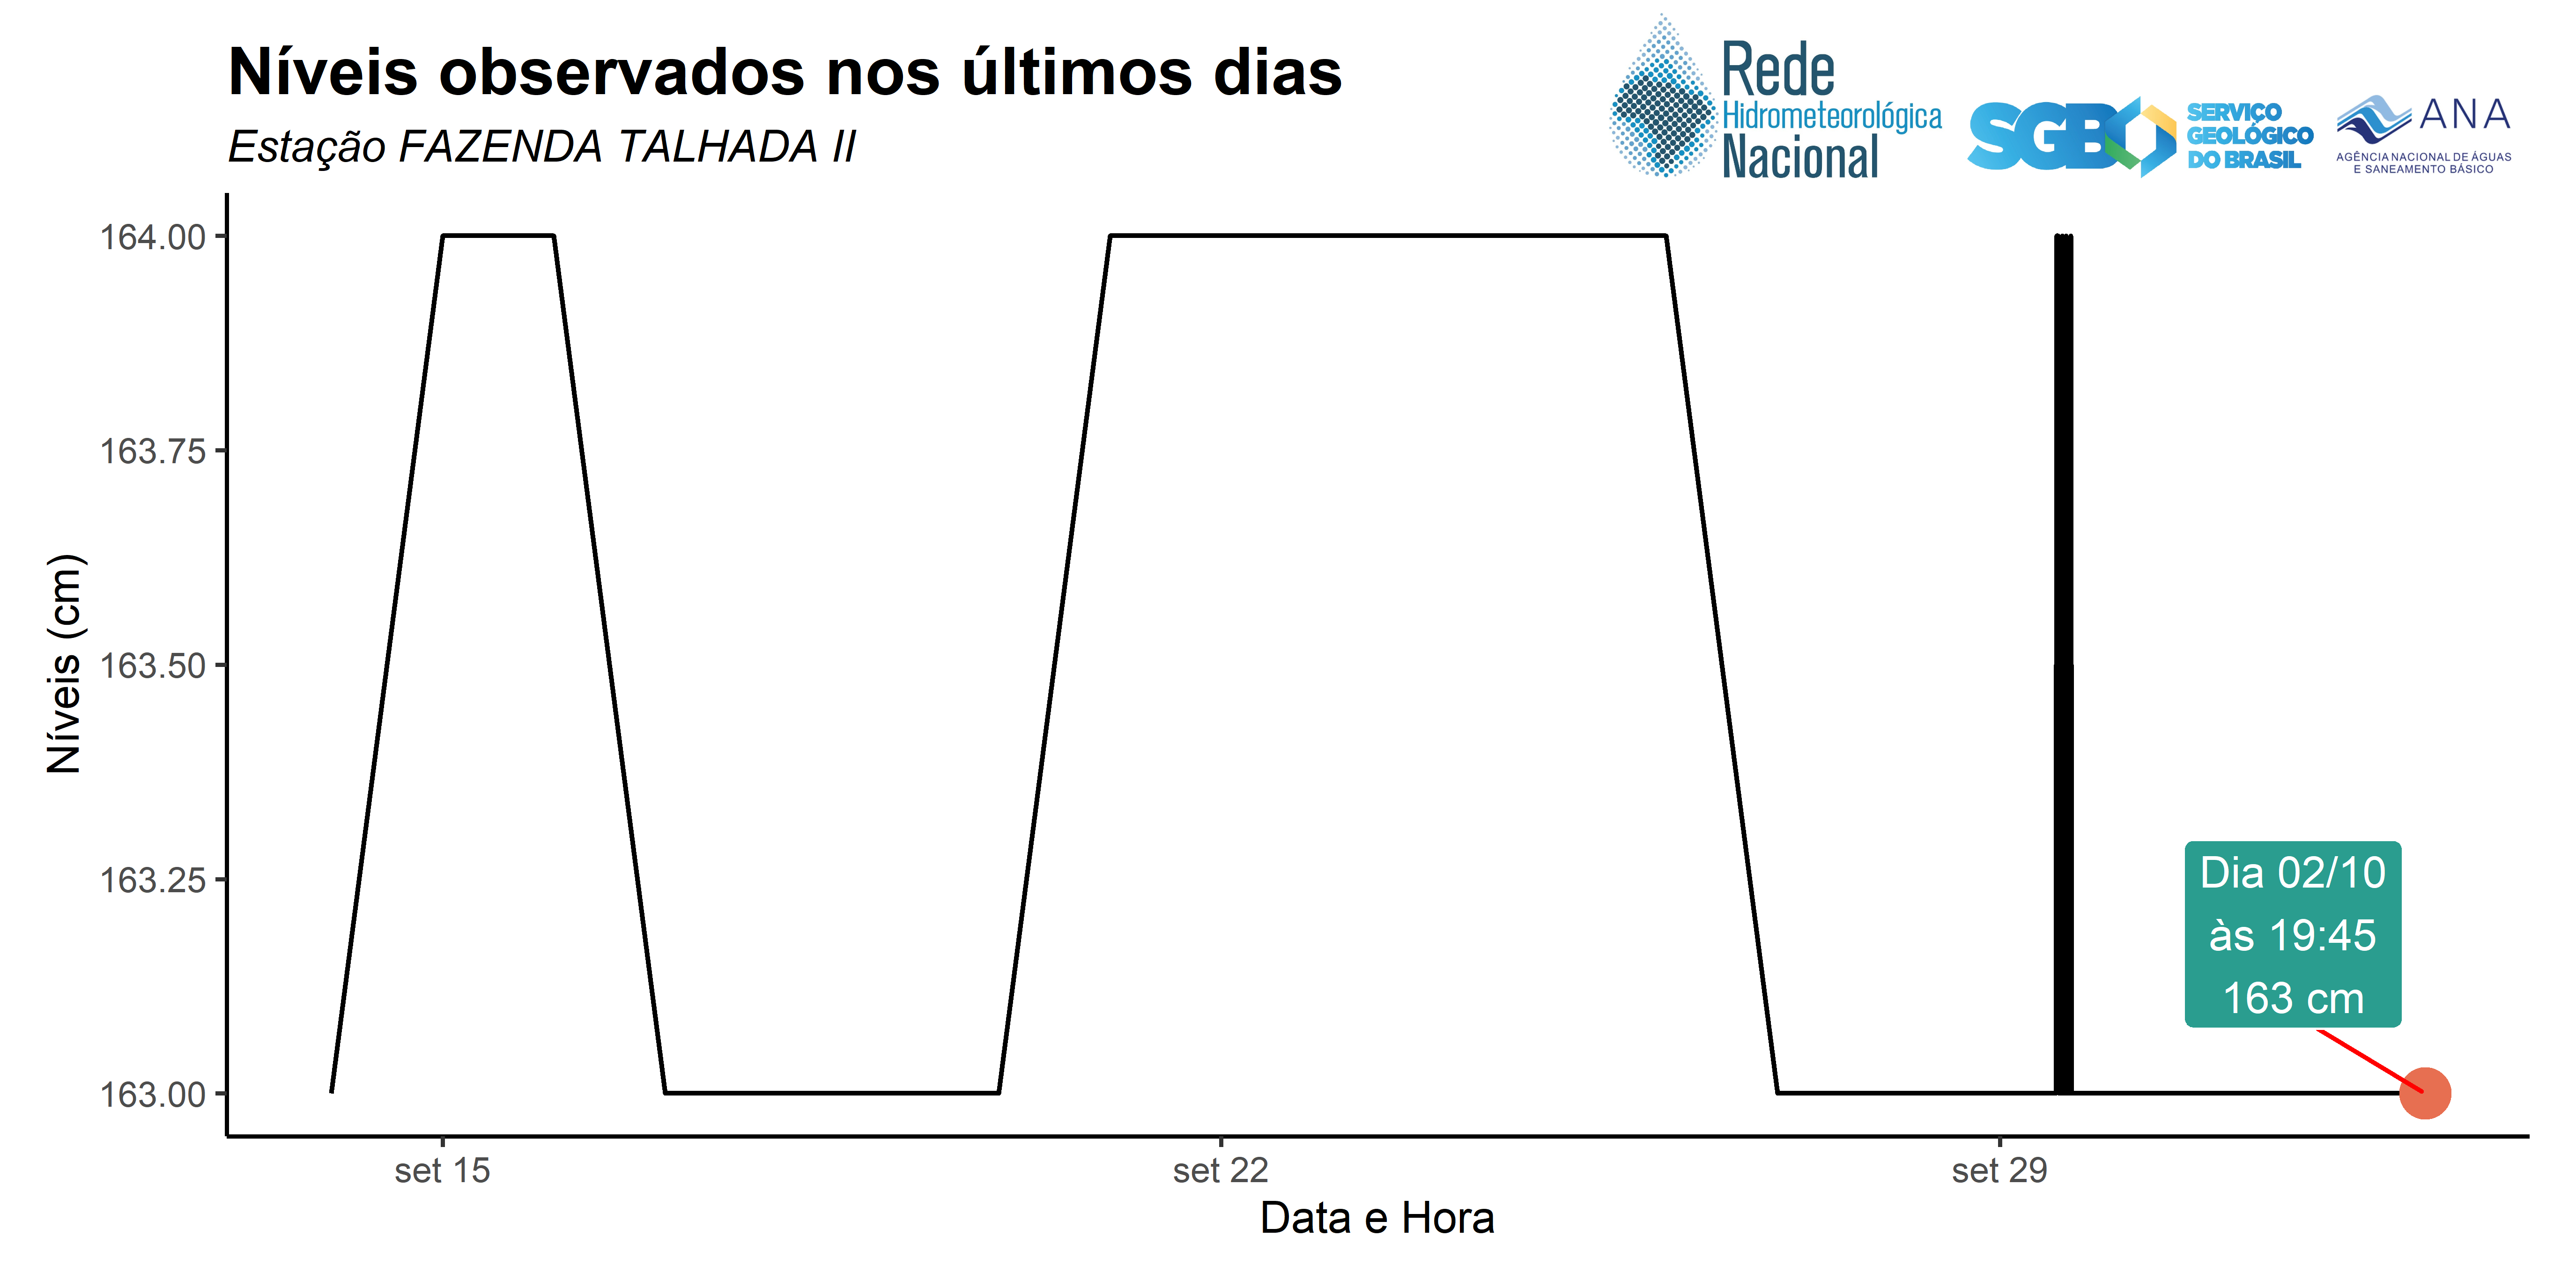 Níveis observados nos últimos dias
Estação FAZENDA TALHADA II
Rede
Hidrometeorológica
Nacional
SGB
SERVIÇO
GEOLÓGICO
DO BRASIL
ANA
AGÊNCIA NACIONAL DE ÁGUAS
E SANEAMENTO BÁSICO
164.00
163.75
163.50
163.25
163.00
Níveis (cm)
Dia 02/10
às 19:45
163 cm
set 15
set 22
set 29
Data e Hora